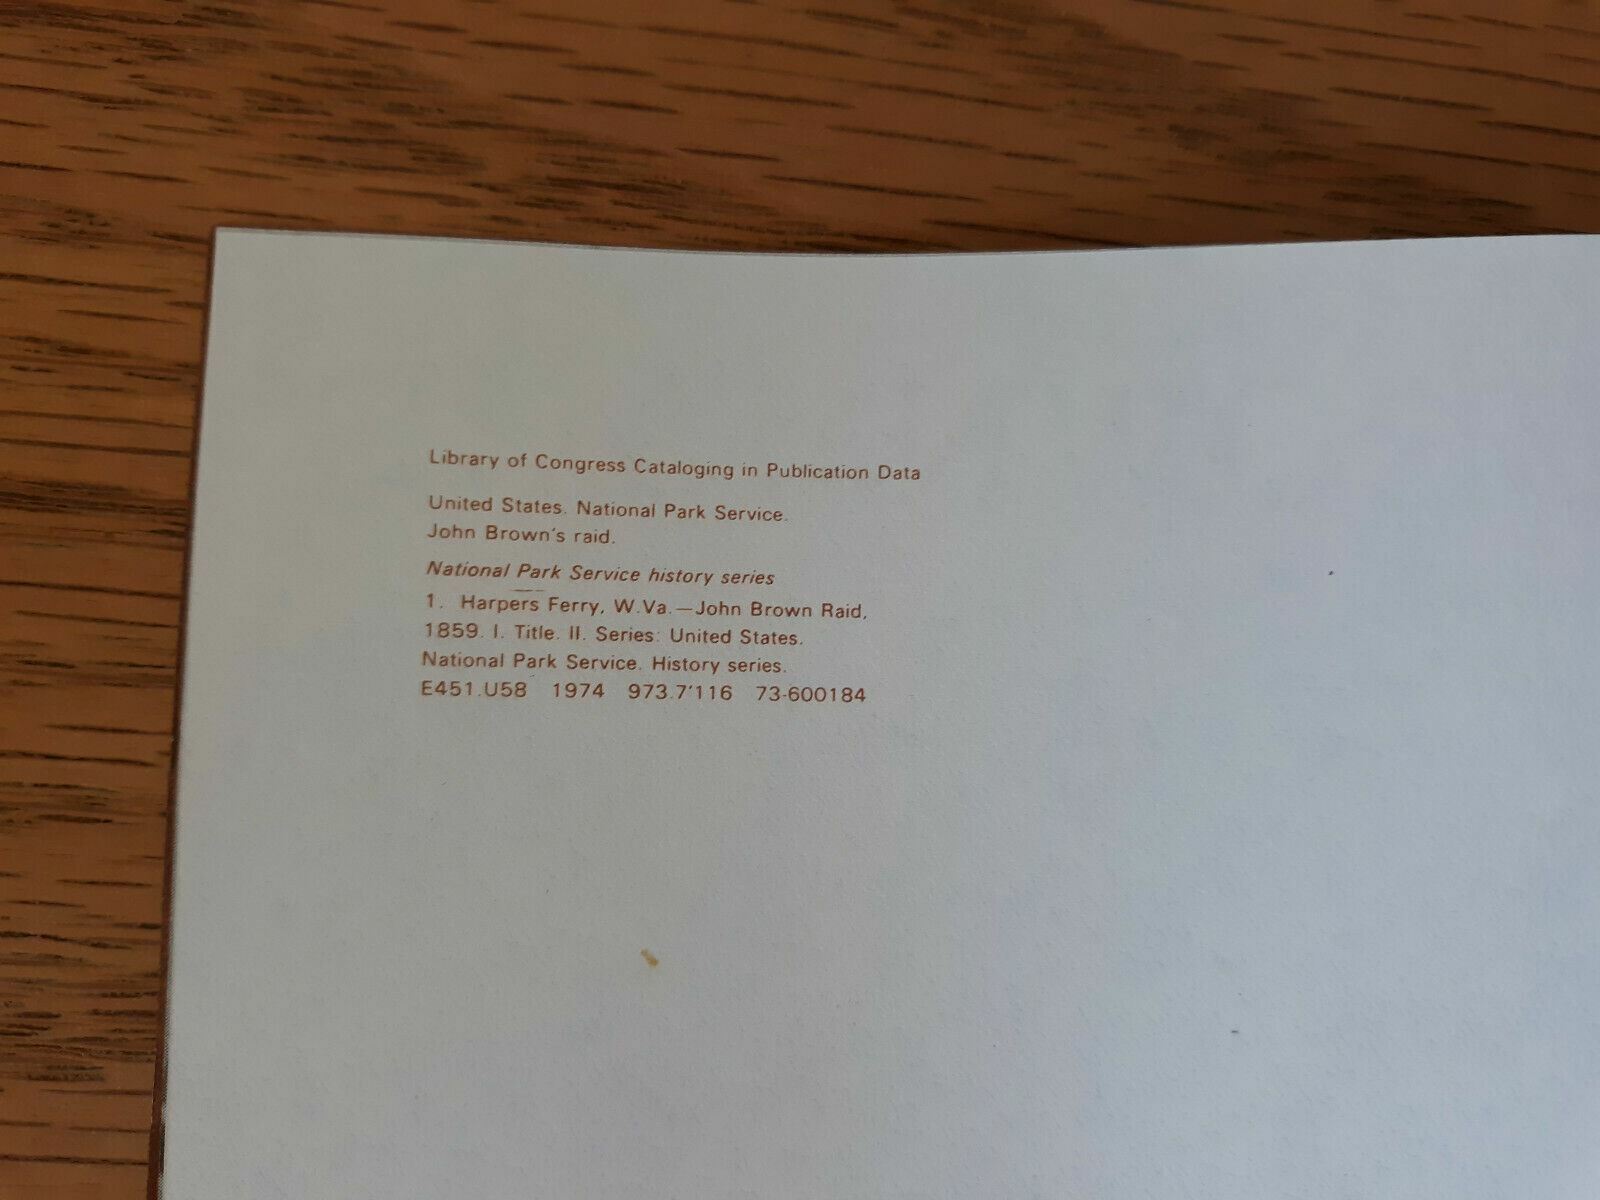 Library of Congress Cataloging in Publication Data
United States. National Park Service.
John Brown's raid.
National Park Service history series
1. Harpers Ferry, W.Va.—John Brown Raid,
1859. I. Title. II. Series: United States.
National Park Service. History series.
E451.U58 1974 973.7'116 73-600184